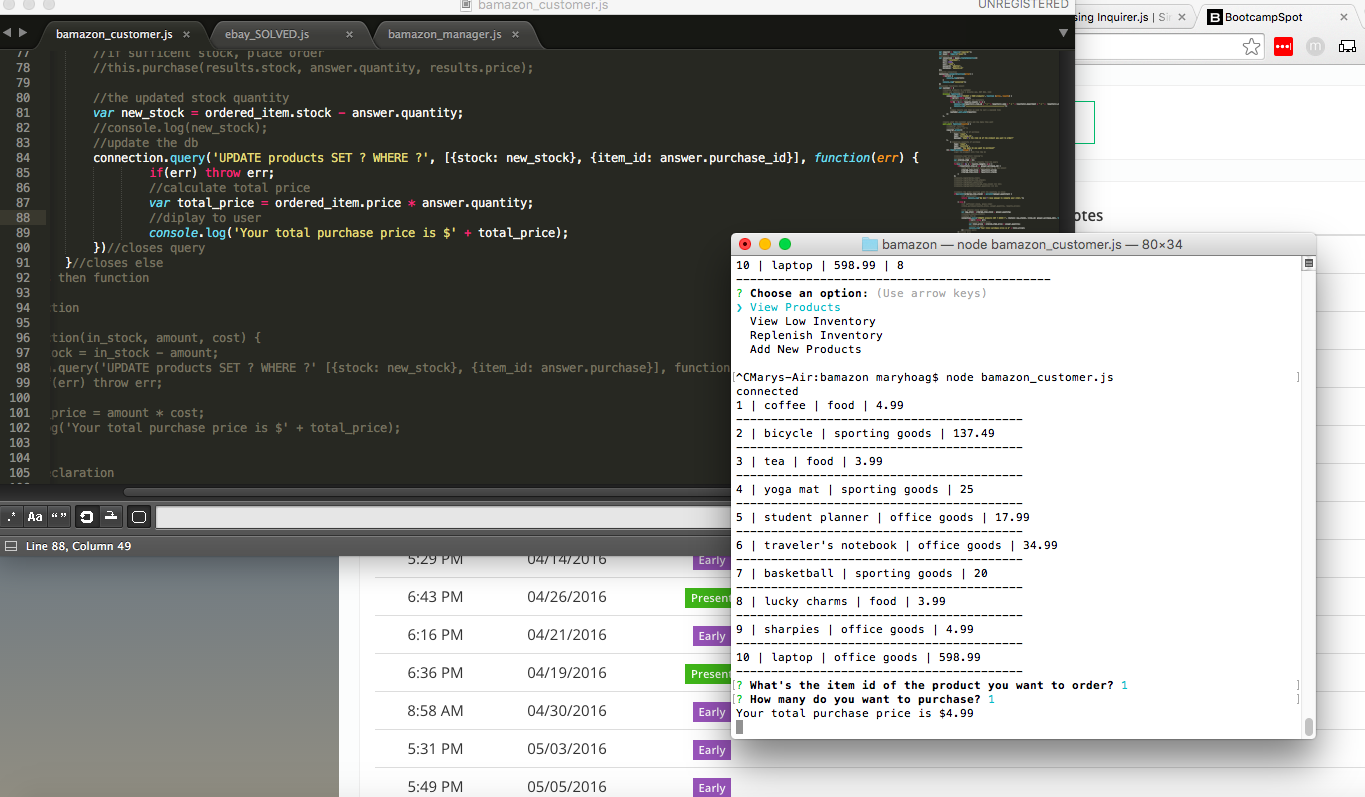 bamazon_customer.js
UNREGISTERED
bamazon_customer.js ×
ebay_SOLVED.js ×
bamazon_manager.js ×
sing Inquirer.js | Sin ×
BootcampSpot ×
77 //if sufficent stock, place order
78 //this.purchase(results.stock, answer.quantity, results.price);
79
80 //the updated stock quantity
81 var new_stock = ordered_item.stock - answer.quantity;
82 //console.log(new_stock);
83 //update the db
84 connection.query('UPDATE products SET ? WHERE ?', [{stock: new_stock}, {item_id: answer.purchase_id}], function(err) {
85 if(err) throw err;
86 //calculate total price
87 var total_price = ordered_item.price * answer.quantity;
88 //diplay to user
89 console.log('Your total purchase price is $' + total_price);
90 })//closes query
91 }//closes else
92 then function
93
94 tion
95
96 tion(in_stock, amount, cost) {
97 ock = in_stock - amount;
98 .query('UPDATE products SET ? WHERE ?' [{stock: new_stock}, {item_id: answer.purchase}], function
99 (err) throw err;
100
101 price = amount * cost;
102 g('Your total purchase price is $' + total_price);
103
104
105 claration
.* Aa “ ”
Line 88, Column 49
otes
bamazon — node bamazon_customer.js — 80×34
10 | laptop | 598.99 | 8
---------------------------------------------
? Choose an option: (Use arrow keys)
❯ View Products
View Low Inventory
Replenish Inventory
Add New Products
[^CMarys-Air:bamazon maryhoag$ node bamazon_customer.js ]
connected
1 | coffee | food | 4.99
-----------------------------------------
2 | bicycle | sporting goods | 137.49
-----------------------------------------
3 | tea | food | 3.99
-----------------------------------------
4 | yoga mat | sporting goods | 25
-----------------------------------------
5 | student planner | office goods | 17.99
-----------------------------------------
6 | traveler's notebook | office goods | 34.99
-----------------------------------------
7 | basketball | sporting goods | 20
-----------------------------------------
8 | lucky charms | food | 3.99
-----------------------------------------
9 | sharpies | office goods | 4.99
-----------------------------------------
10 | laptop | office goods | 598.99
-----------------------------------------
[? What's the item id of the product you want to order? 1 ]
[? How many do you want to purchase? 1 ]
Your total purchase price is $4.99
5:29 PM 04/14/2016 Early
6:43 PM 04/26/2016 Present
6:16 PM 04/21/2016 Early
6:36 PM 04/19/2016 Present
8:58 AM 04/30/2016 Early
5:31 PM 05/03/2016 Early
5:49 PM 05/05/2016 Early